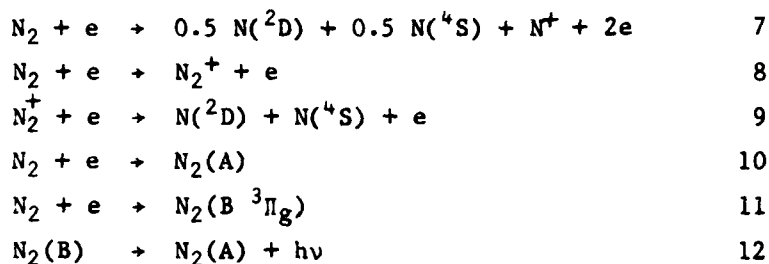 N₂ + e → 0.5 N(²D) + 0.5 N(⁴S) + N⁺ + 2e 7
N₂ + e → N₂⁺ + e 8
N₂⁺ + e → N(²D) + N(⁴S) + e 9
N₂ + e → N₂(A) 10
N₂ + e → N₂(B ³Πg) 11
N₂(B) → N₂(A) + hν 12